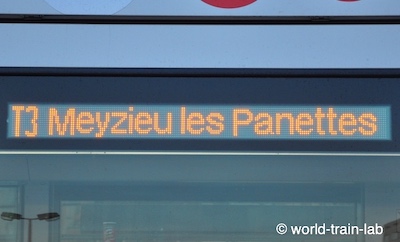 T3 Meyzieu les Panettes
© world-train-lab